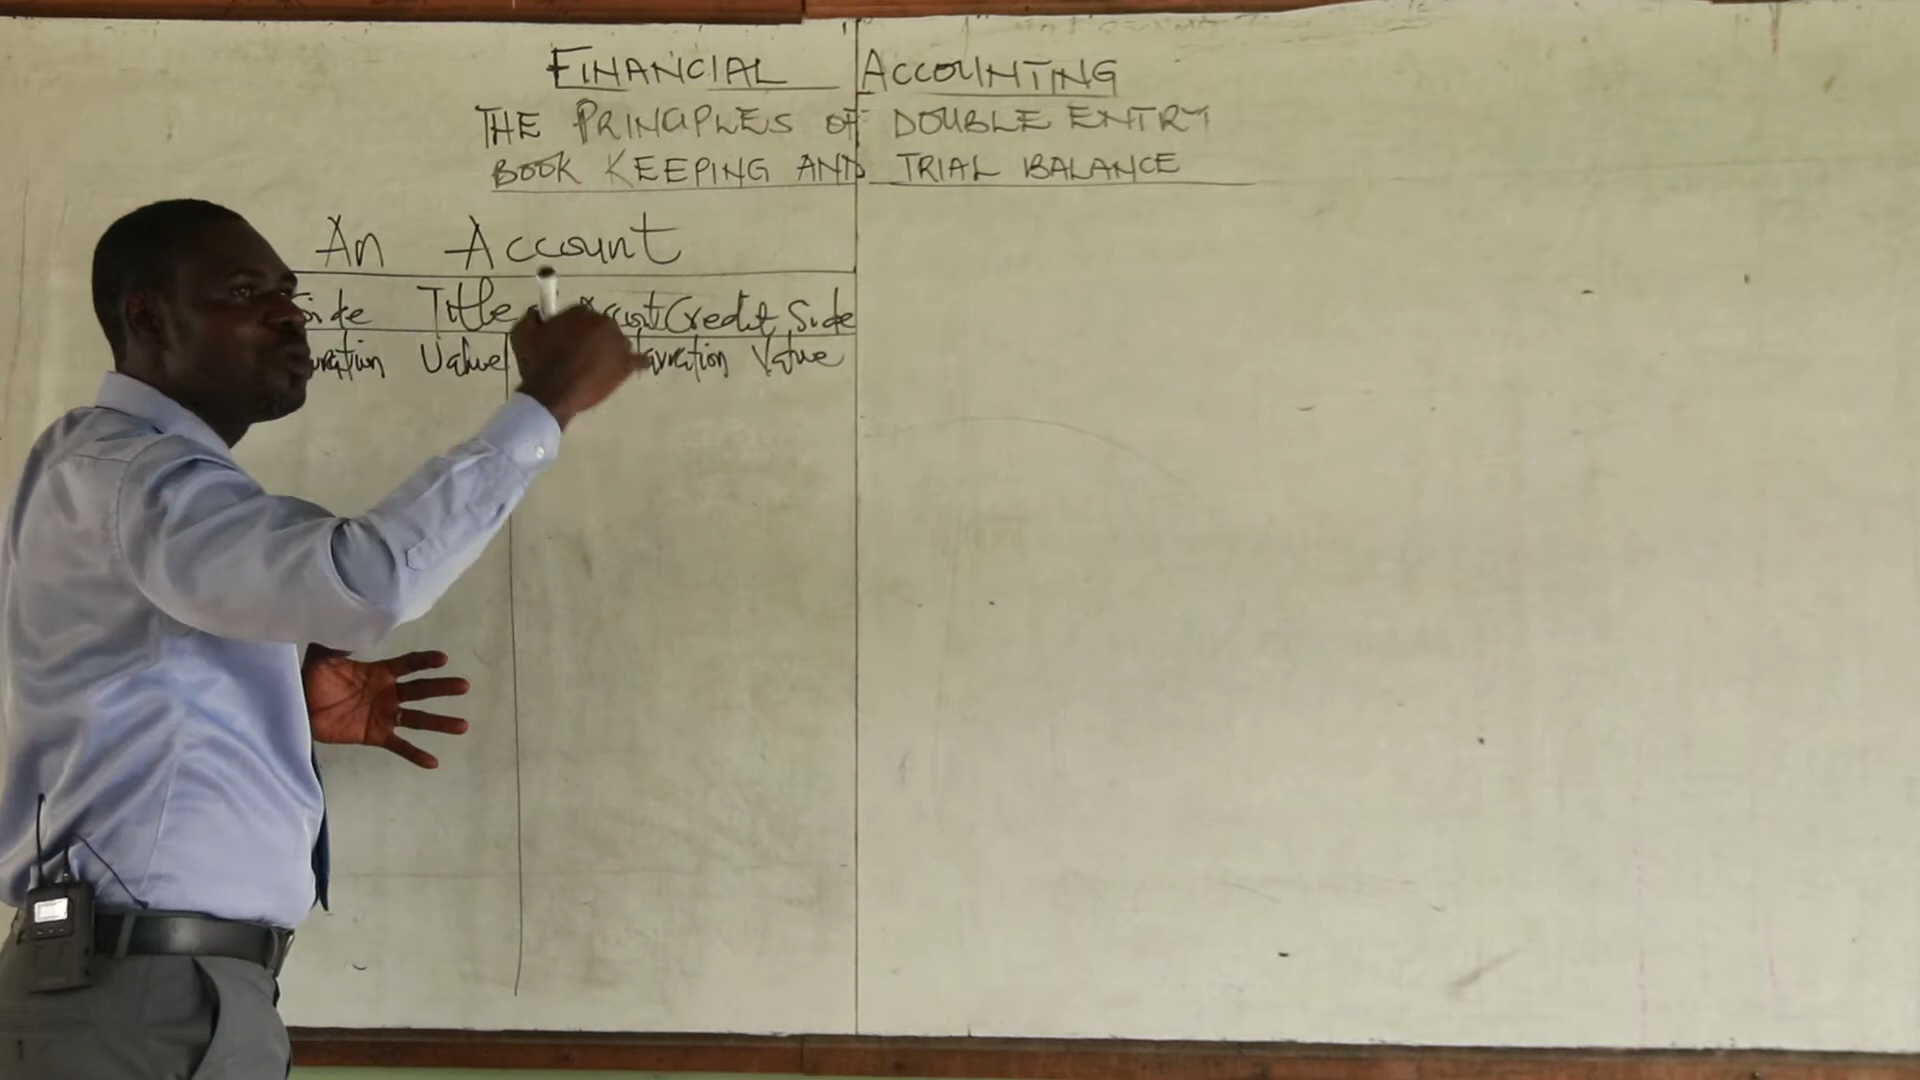 FINANCIAL ACCOUNTING
THE PRINCIPLES OF DOUBLE ENTRY
BOOK KEEPING AND TRIAL BALANCE
An Account
Side Title Credit Side
Value Value